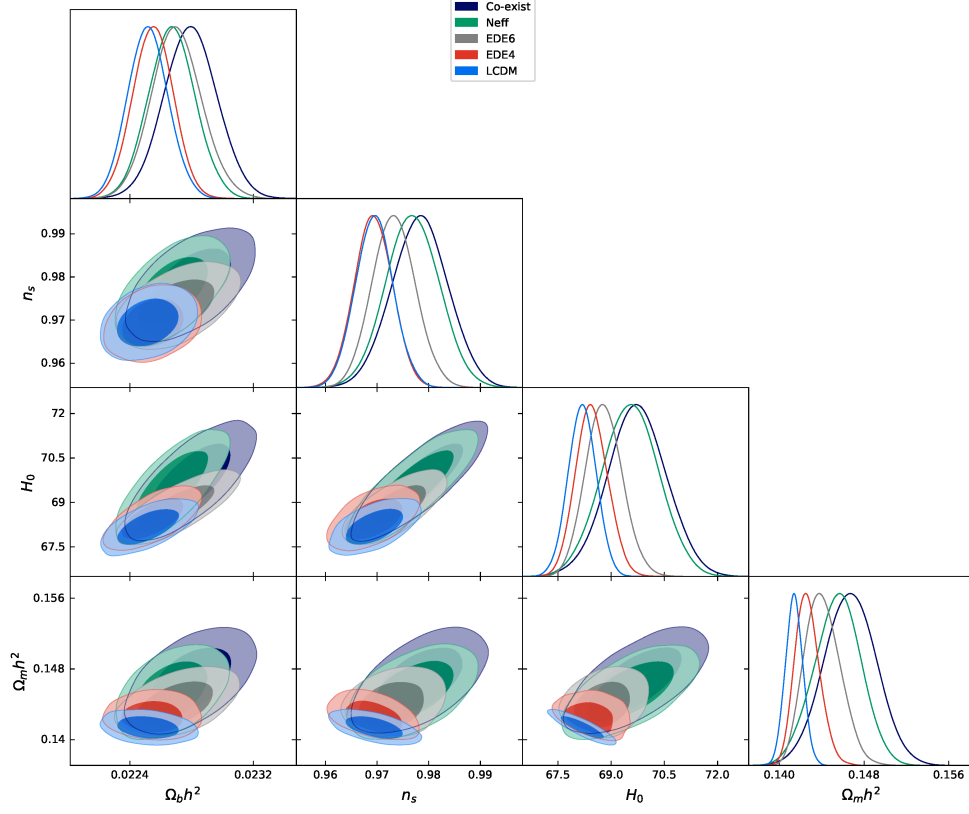 Co-exist
Neff
EDE6
EDE4
LCDM
0.99
0.98
0.97
0.96
n_s
72
70.5
69
67.5
H_0
0.156
0.148
0.14
Ω_m h^2
0.0224 0.0232
0.96 0.97 0.98 0.99
67.5 69.0 70.5 72.0
0.140 0.148 0.156
Ω_b h^2
n_s
H_0
Ω_m h^2